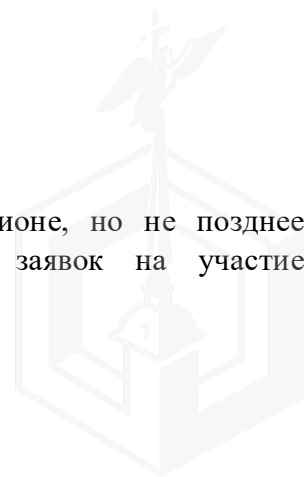 ионе, но не позднее
заявок на участие